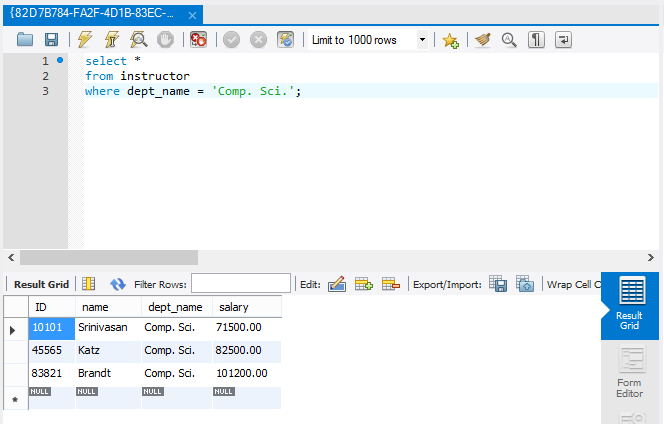 {82D7B784-FA2F-4D1B-83EC-...
Limit to 1000 rows
1 select *
2 from instructor
3 where dept_name = 'Comp. Sci.';
Result Grid Filter Rows: Edit: Export/Import: Wrap Cell C
ID name dept_name salary
10101 Srinivasan Comp. Sci. 71500.00
45565 Katz Comp. Sci. 82500.00
83821 Brandt Comp. Sci. 101200.00
NULL NULL NULL NULL
Result
Grid
Form
Editor